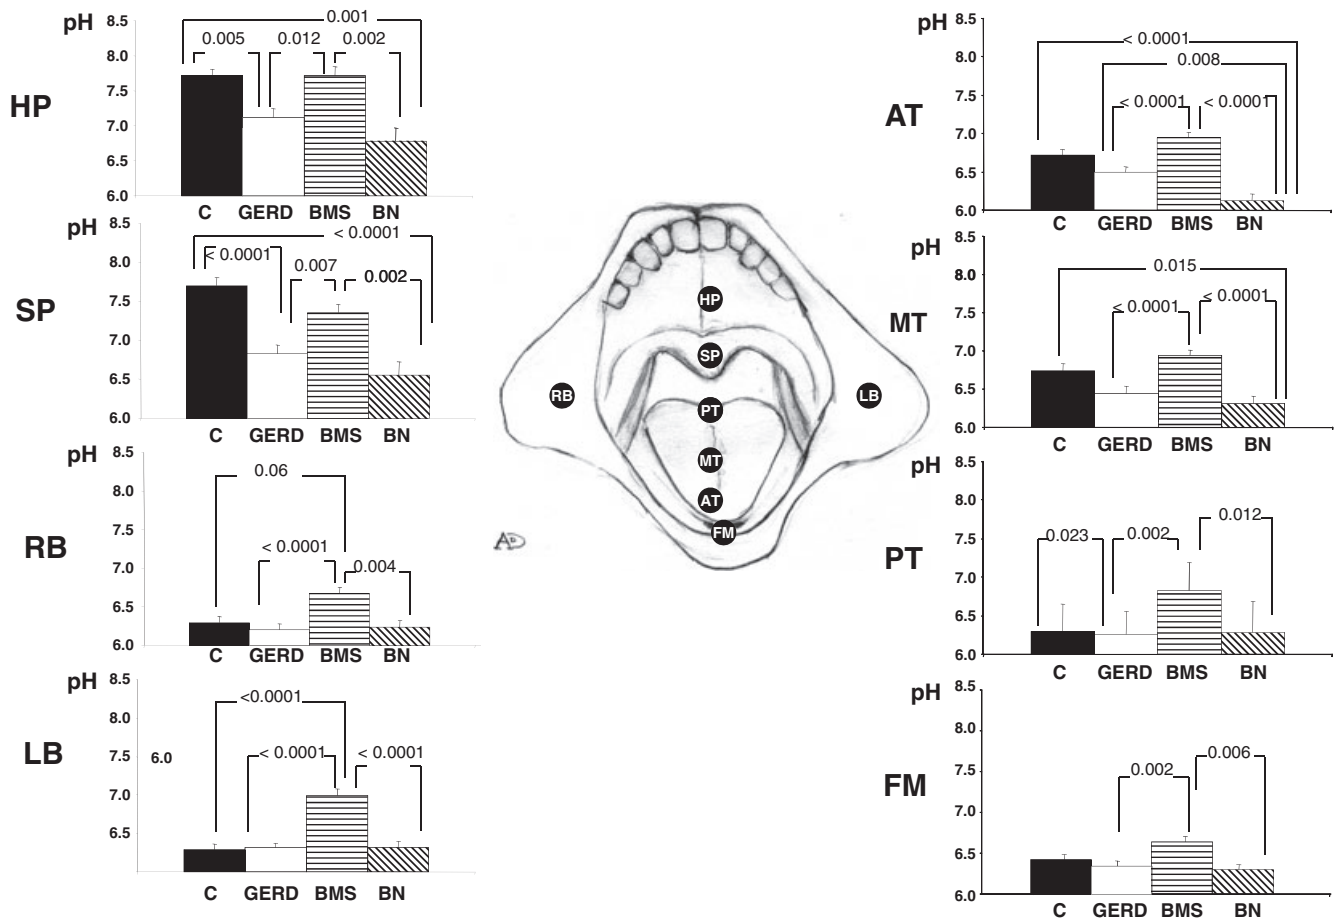 pH
8.5
8.0
7.5
7.0
6.5
6.0
HP
0.001
0.005
0.012
0.002
C GERD BMS BN
pH
8.5
8.0
7.5
7.0
6.5
6.0
SP
< 0.0001
< 0.0001
0.007
0.002
C GERD BMS BN
pH
8.5
8.0
7.5
7.0
6.5
6.0
RB
0.06
< 0.0001
0.004
C GERD BMS BN
pH
8.5
8.0
7.5
7.0
6.5
6.0
LB
<0.0001
< 0.0001
< 0.0001
C GERD BMS BN
HP
SP
RB
LB
PT
MT
AT
FM
AD
pH
8.5
8.0
7.5
7.0
6.5
6.0
AT
< 0.0001
0.008
< 0.0001
< 0.0001
C GERD BMS BN
pH
8.5
8.0
7.5
7.0
6.5
6.0
MT
0.015
< 0.0001
< 0.0001
C GERD BMS BN
pH
8.5
8.0
7.5
7.0
6.5
6.0
PT
0.023
0.002
0.012
C GERD BMS BN
pH
8.5
8.0
7.5
7.0
6.5
6.0
FM
0.002
0.006
C GERD BMS BN